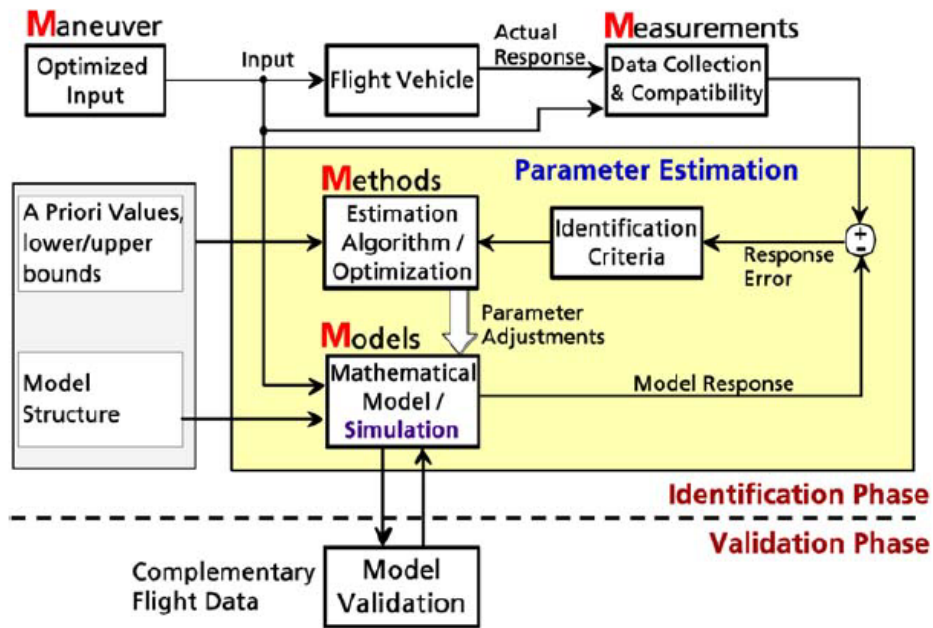 Maneuver
Optimized
Input
Input
Flight Vehicle
Actual
Response
Measurements
Data Collection
& Compatibility
Parameter Estimation
A Priori Values,
lower/upper
bounds
Methods
Estimation
Algorithm /
Optimization
Identification
Criteria
+
-
Response
Error
Parameter
Adjustments
Model
Structure
Models
Mathematical
Model /
Simulation
Model Response
Identification Phase
Validation Phase
Complementary
Flight Data
Model
Validation